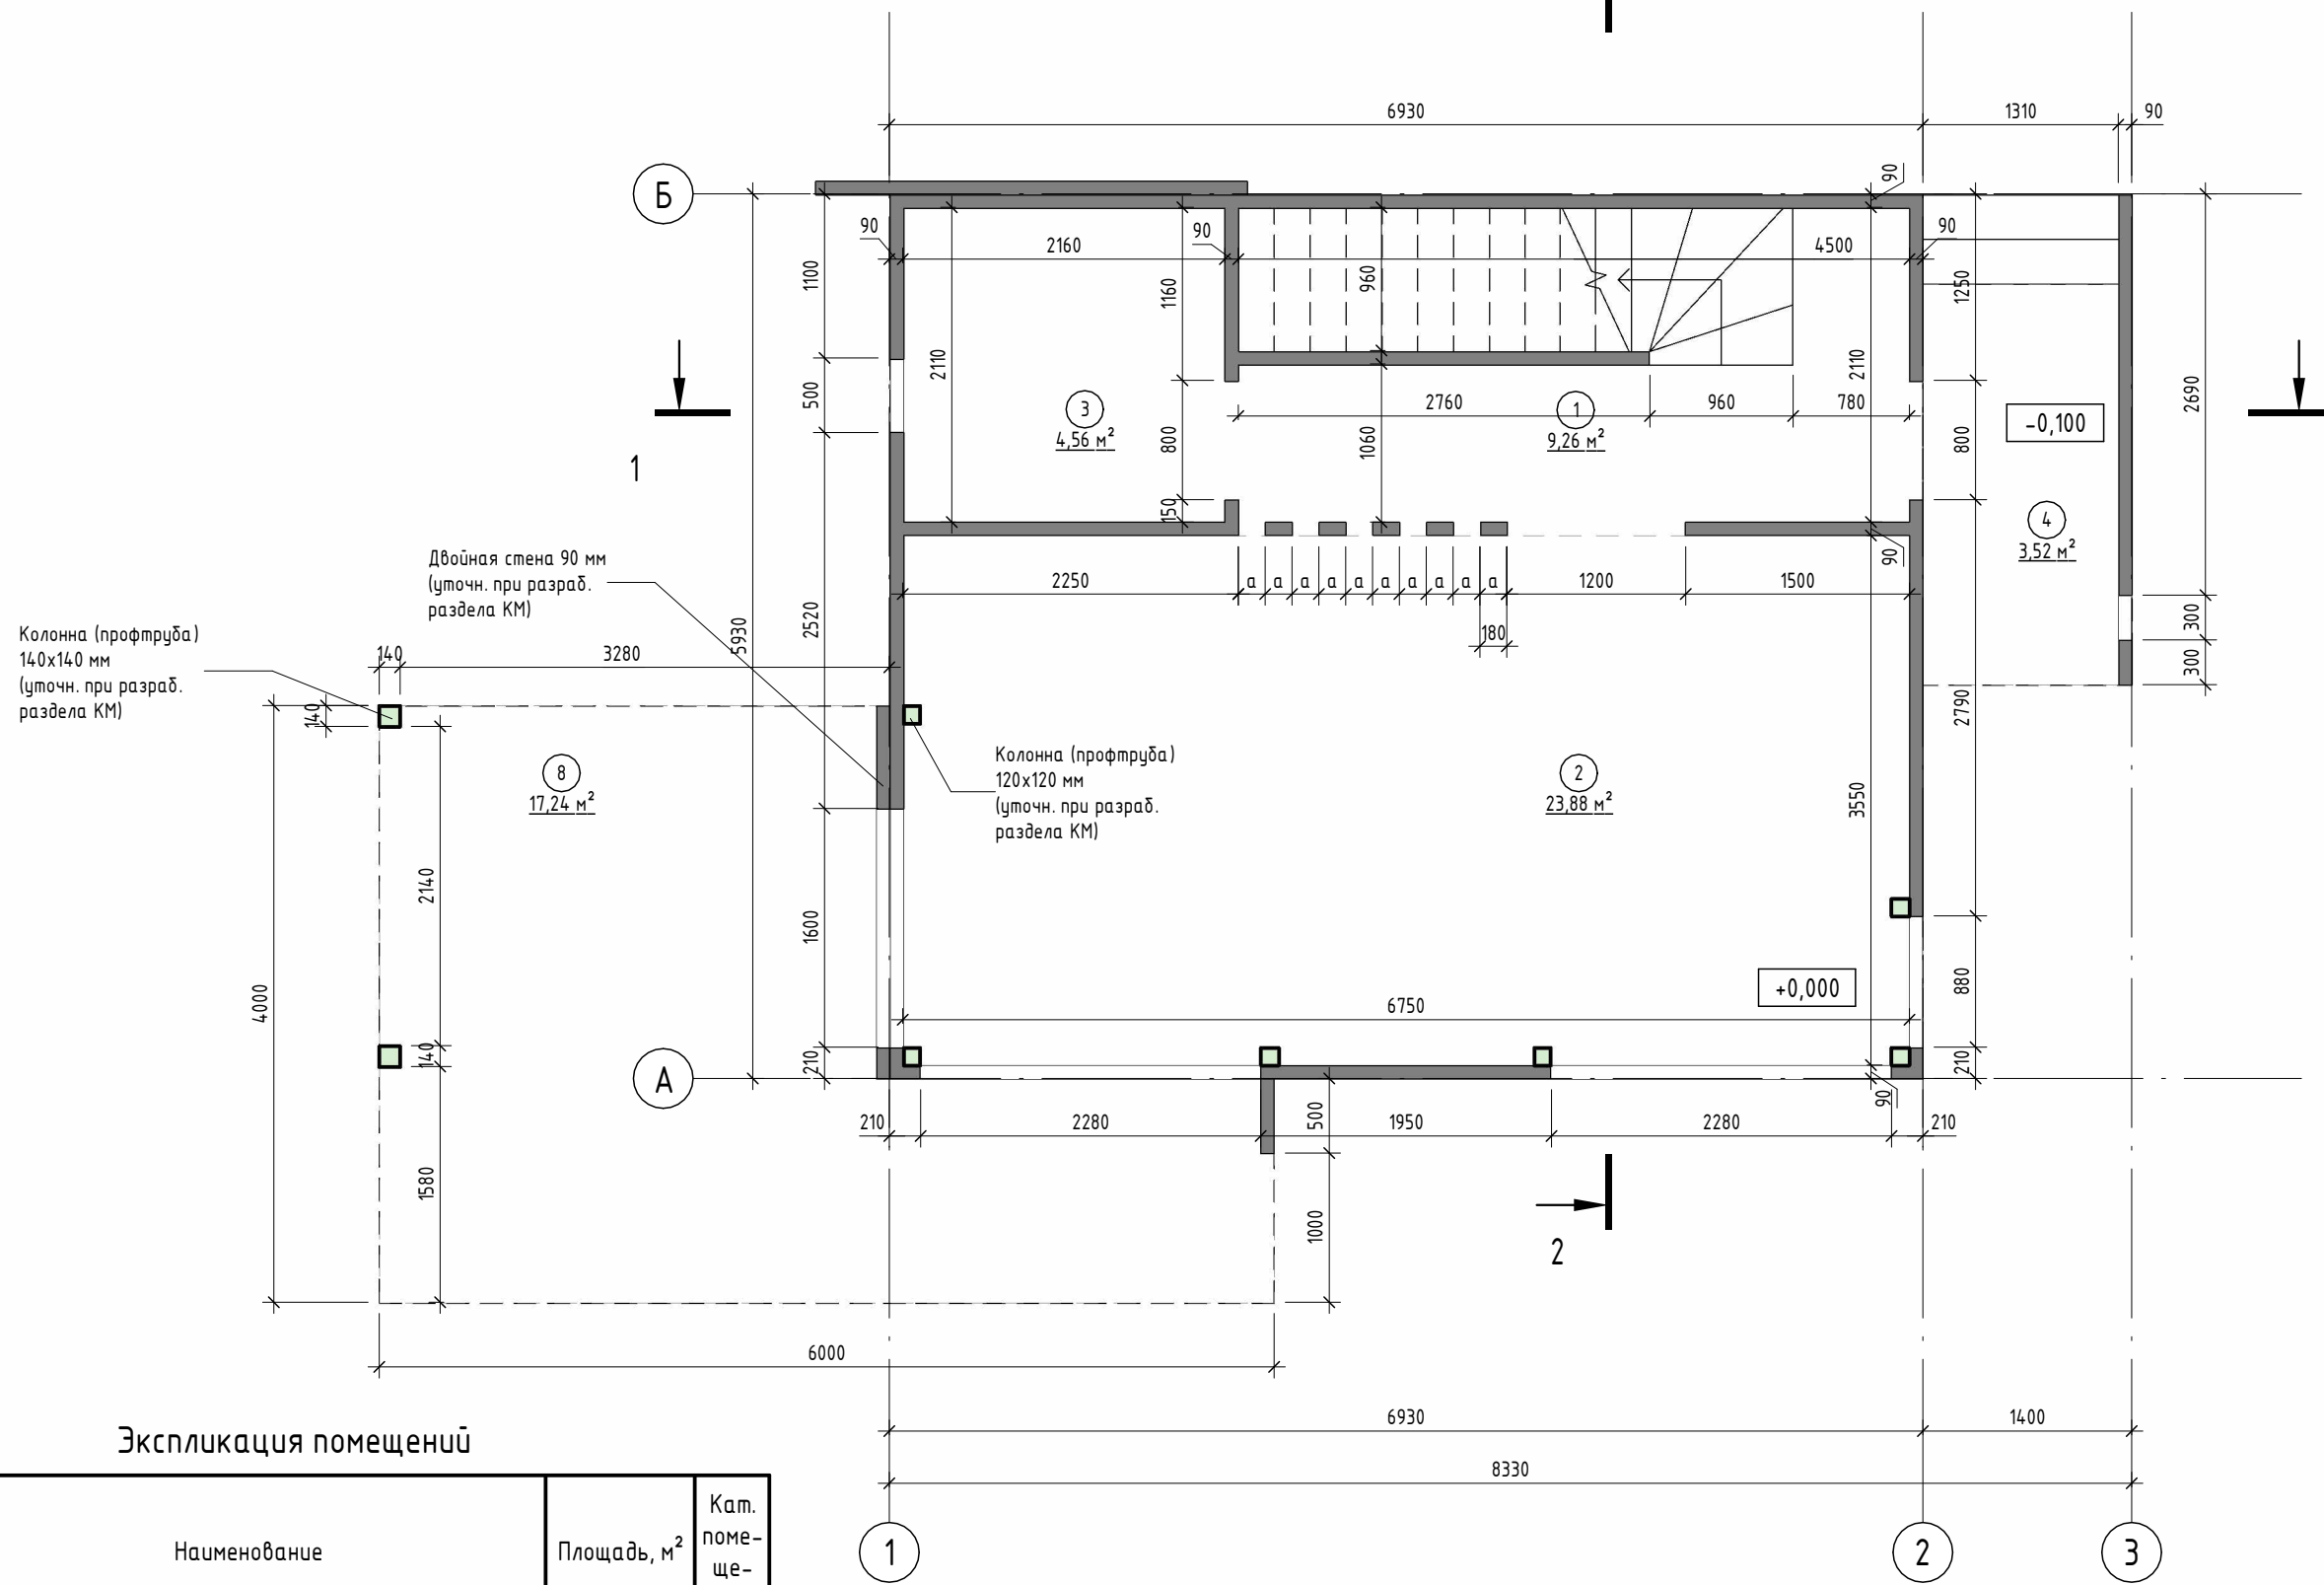 6930
1310
90
Б
90
90
2160
90
4500
90
1100
1160
960
1250
2110
2110
500
3
4,56 м²
800
2760
1
9,26 м²
960
780
1060
800
2690
-0,100
1
150
4
3,52 м²
Двойная стена 90 мм
(уточн. при разраб.
раздела КМ)
90
2250
а а а а а а а а а а
1200
1500
180
300
300
2520
5930
Колонна (профтруба)
140х140 мм
(уточн. при разраб.
раздела КМ)
140
3280
140
2790
8
17,24 м²
Колонна (профтруба)
120х120 мм
(уточн. при разраб.
раздела КМ)
2
23,88 м²
3550
2140
1600
880
4000
+0,000
6750
140
А
210
210
90
210
2280
500
1950
2280
210
1580
1000
2
6000
6930
1400
8330
Экспликация помещений
Наименование
Площадь, м²
Кат.
поме-
ще-
1
2
3